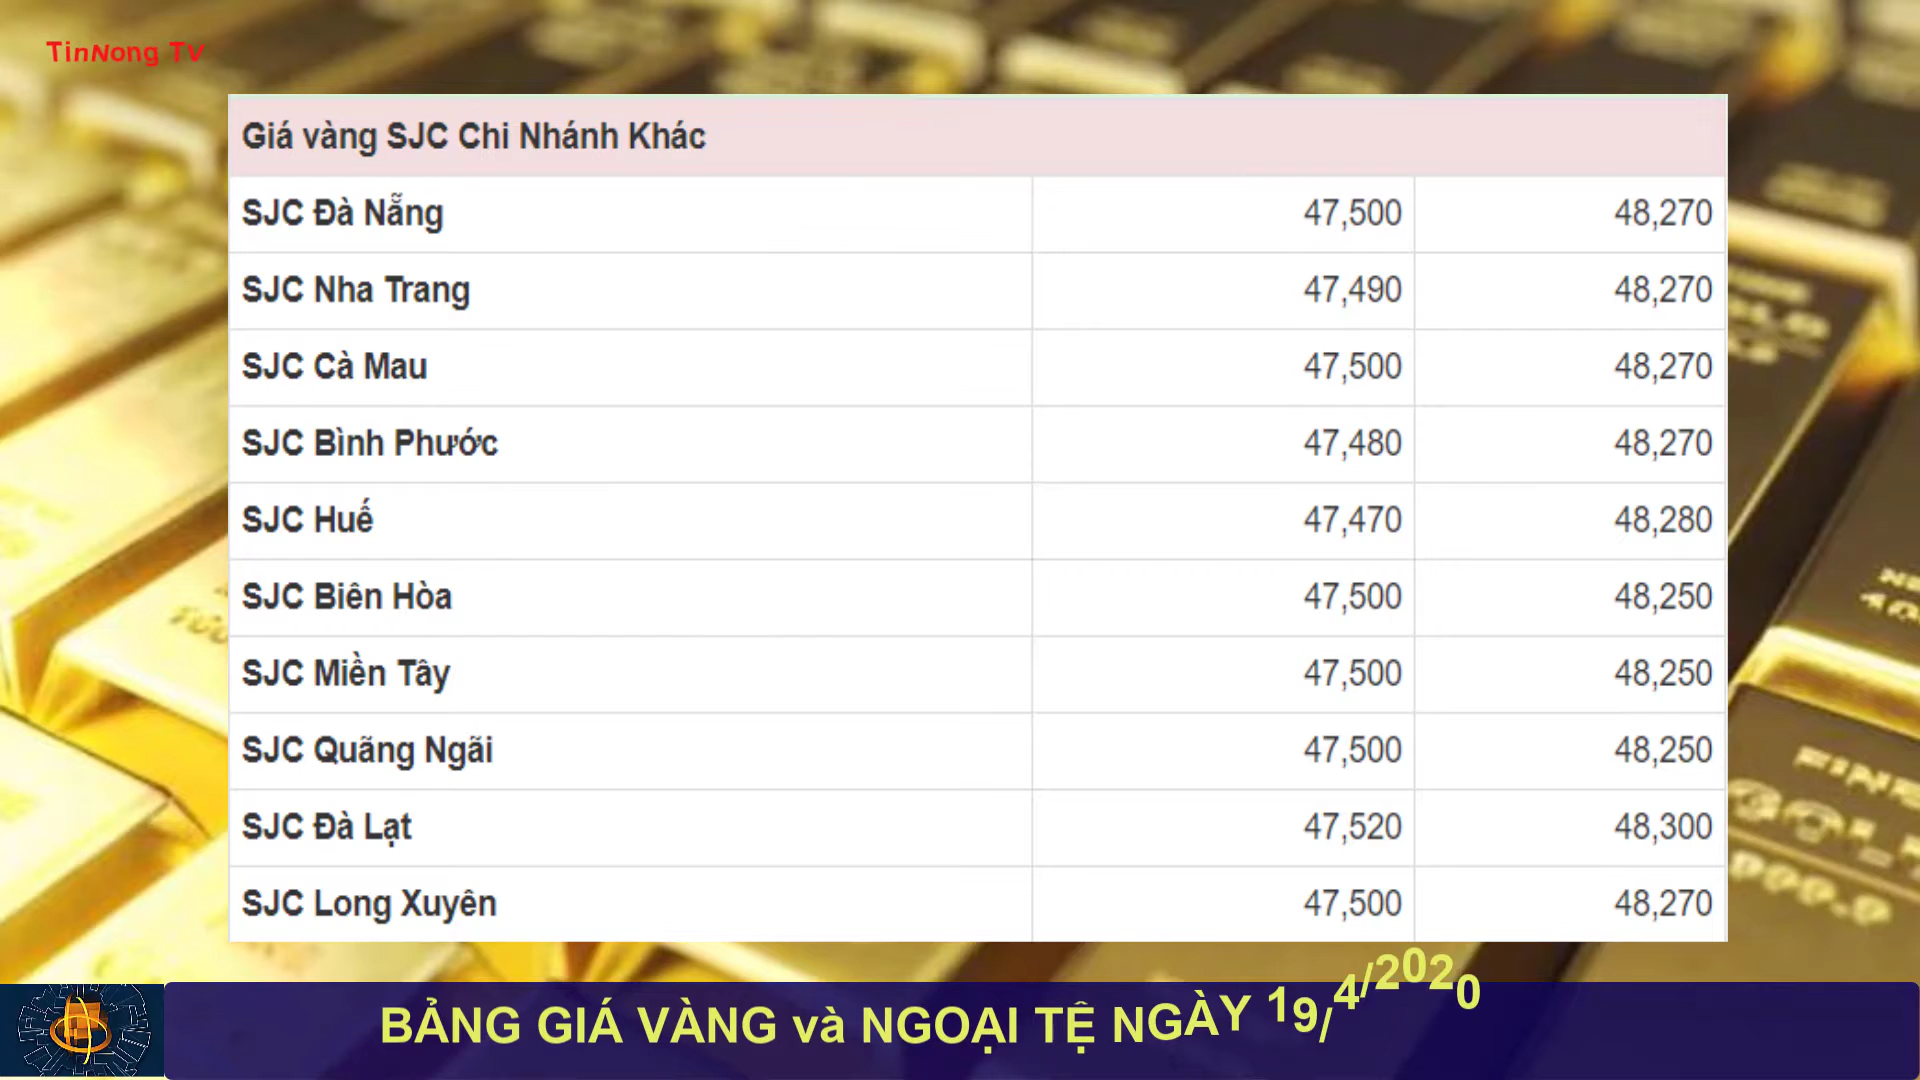 TinNong TV
Giá vàng SJC Chi Nhánh Khác
SJC Đà Nẵng 47,500 48,270
SJC Nha Trang 47,490 48,270
SJC Cà Mau 47,500 48,270
SJC Bình Phước 47,480 48,270
SJC Huế 47,470 48,280
SJC Biên Hòa 47,500 48,250
SJC Miền Tây 47,500 48,250
SJC Quãng Ngãi 47,500 48,250
SJC Đà Lạt 47,520 48,300
SJC Long Xuyên 47,500 48,270
BẢNG GIÁ VÀNG và NGOẠI TỆ NGÀY 19/4/2020
999.9